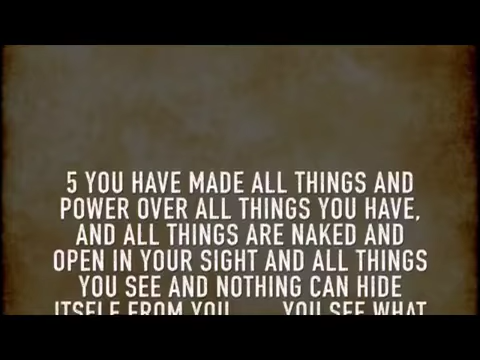 5 YOU HAVE MADE ALL THINGS AND
POWER OVER ALL THINGS YOU HAVE,
AND ALL THINGS ARE NAKED AND
OPEN IN YOUR SIGHT AND ALL THINGS
YOU SEE AND NOTHING CAN HIDE
ITSELF FROM YOU YOU SEE WHAT